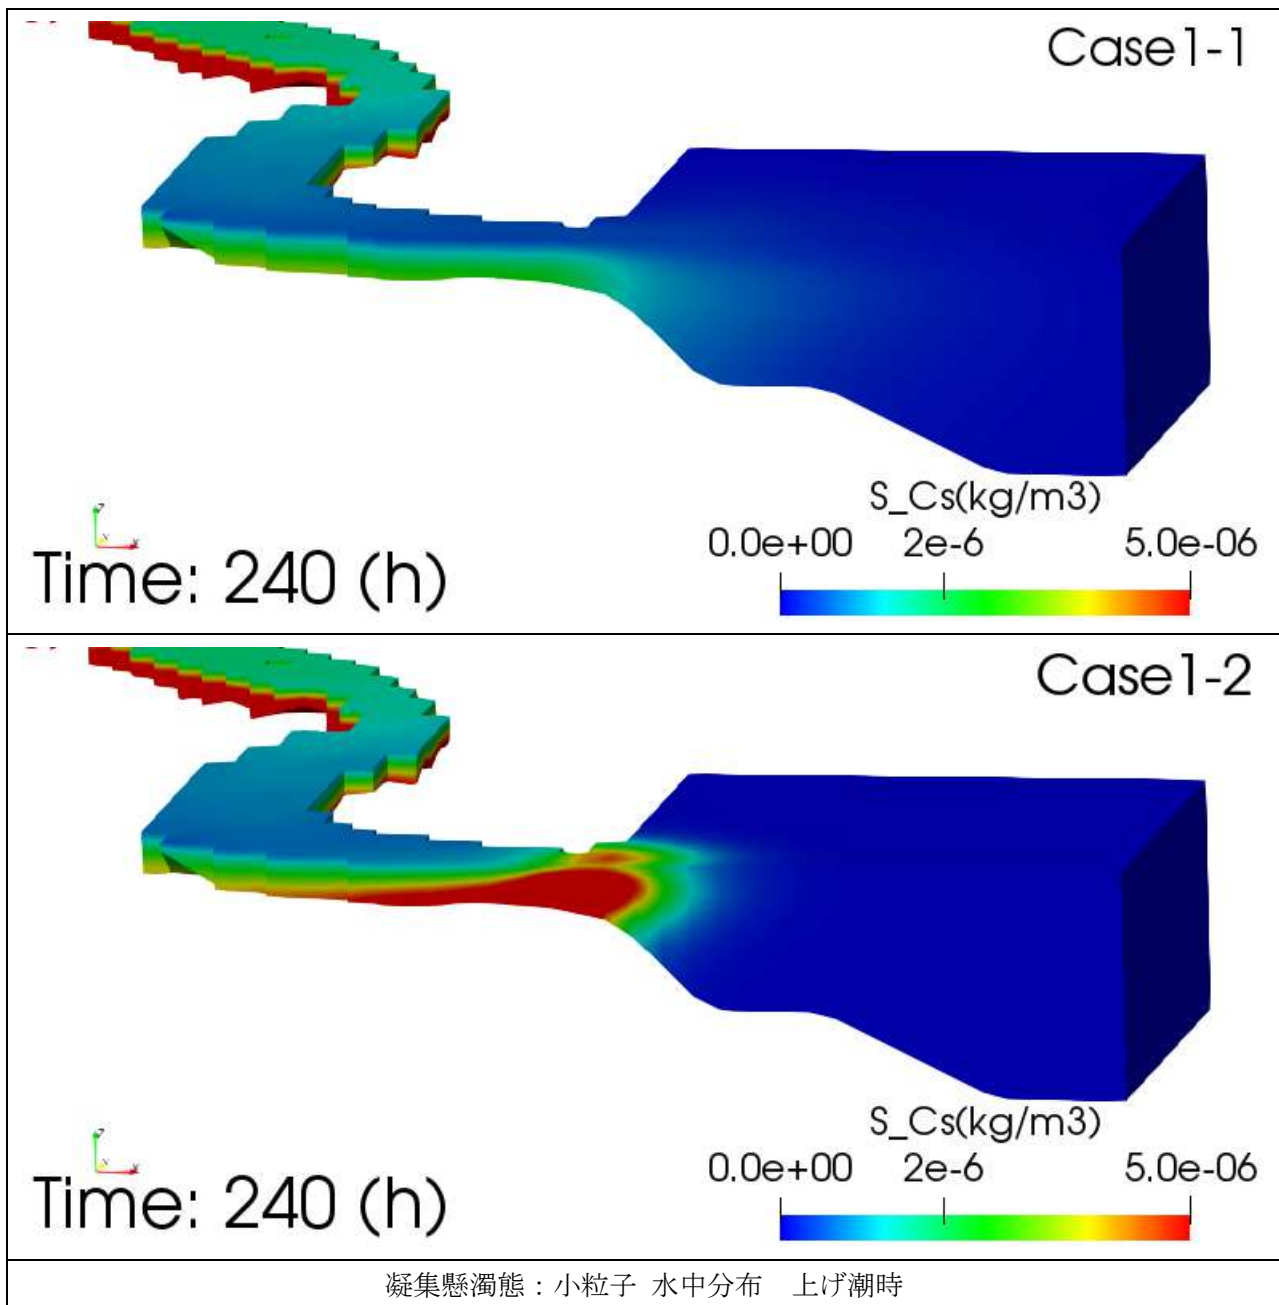 Case1-1
S_Cs(kg/m3)
0.0e+00 2e-6 5.0e-06
Time: 240 (h)
Case1-2
S_Cs(kg/m3)
0.0e+00 2e-6 5.0e-06
Time: 240 (h)
凝集懸濁態：小粒子 水中分布　上げ潮時